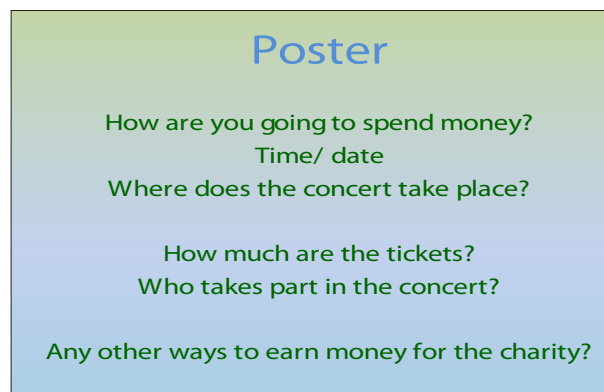 Poster
How are you going to spend money?
Time/ date
Where does the concert take place?
How much are the tickets?
Who takes part in the concert?
Any other ways to earn money for the charity?